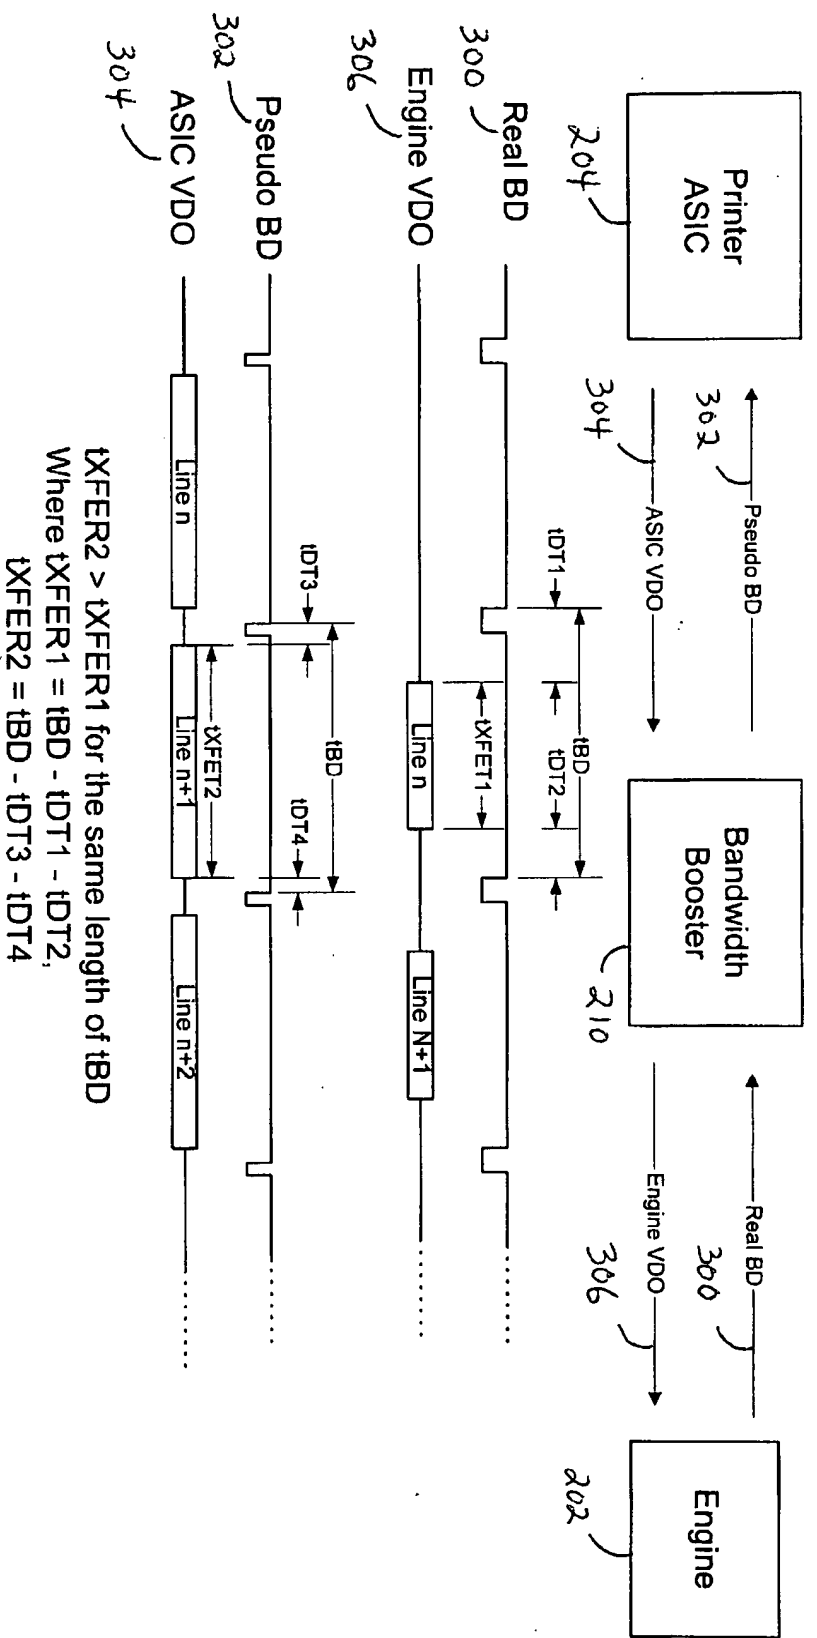 Printer
ASIC
204
302
Pseudo BD
304
ASIC VDO
Bandwidth
Booster
210
Real BD
300
Engine VDO
306
Engine
202
300
Real BD
tDT1
tBD
tDT2
tXFET1
306
Engine VDO
Line n
Line N+1
302
Pseudo BD
tDT3
tBD
tDT4
304
ASIC VDO
tXFET2
Line n
Line n+1
Line n+2
tXFER2 > tXFER1 for the same length of tBD
Where tXFER1 = tBD - tDT1 - tDT2,
tXFER2 = tBD - tDT3 - tDT4